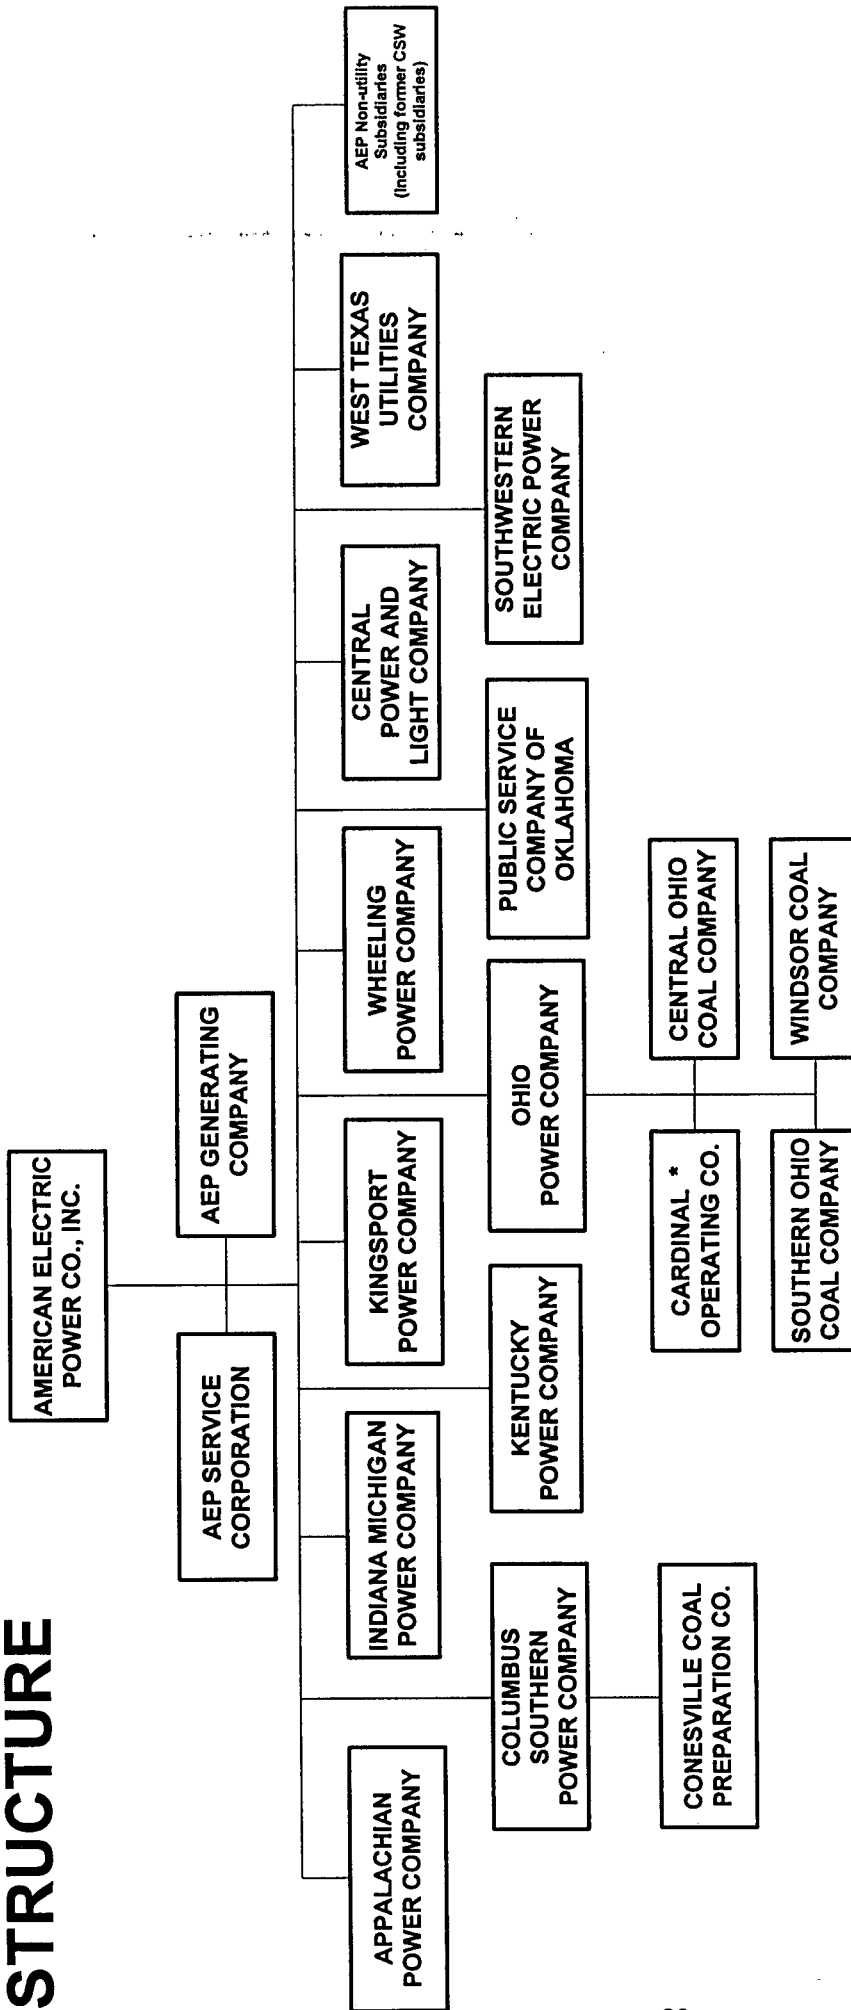 STRUCTURE
AMERICAN ELECTRIC
POWER CO., INC.
AEP SERVICE
CORPORATION
AEP GENERATING
COMPANY
APPALACHIAN
POWER COMPANY
INDIANA MICHIGAN
POWER COMPANY
KINGSPORT
POWER COMPANY
WHEELING
POWER COMPANY
CENTRAL
POWER AND
LIGHT COMPANY
WEST TEXAS
UTILITIES
COMPANY
AEP Non-utility
Subsidiaries
(Including former CSW
subsidiaries)
COLUMBUS
SOUTHERN
POWER COMPANY
KENTUCKY
POWER COMPANY
OHIO
POWER COMPANY
PUBLIC SERVICE
COMPANY OF
OKLAHOMA
SOUTHWESTERN
ELECTRIC POWER
COMPANY
CONESVILLE COAL
PREPARATION CO.
CARDINAL *
OPERATING CO.
CENTRAL OHIO
COAL COMPANY
SOUTHERN OHIO
COAL COMPANY
WINDSOR COAL
COMPANY